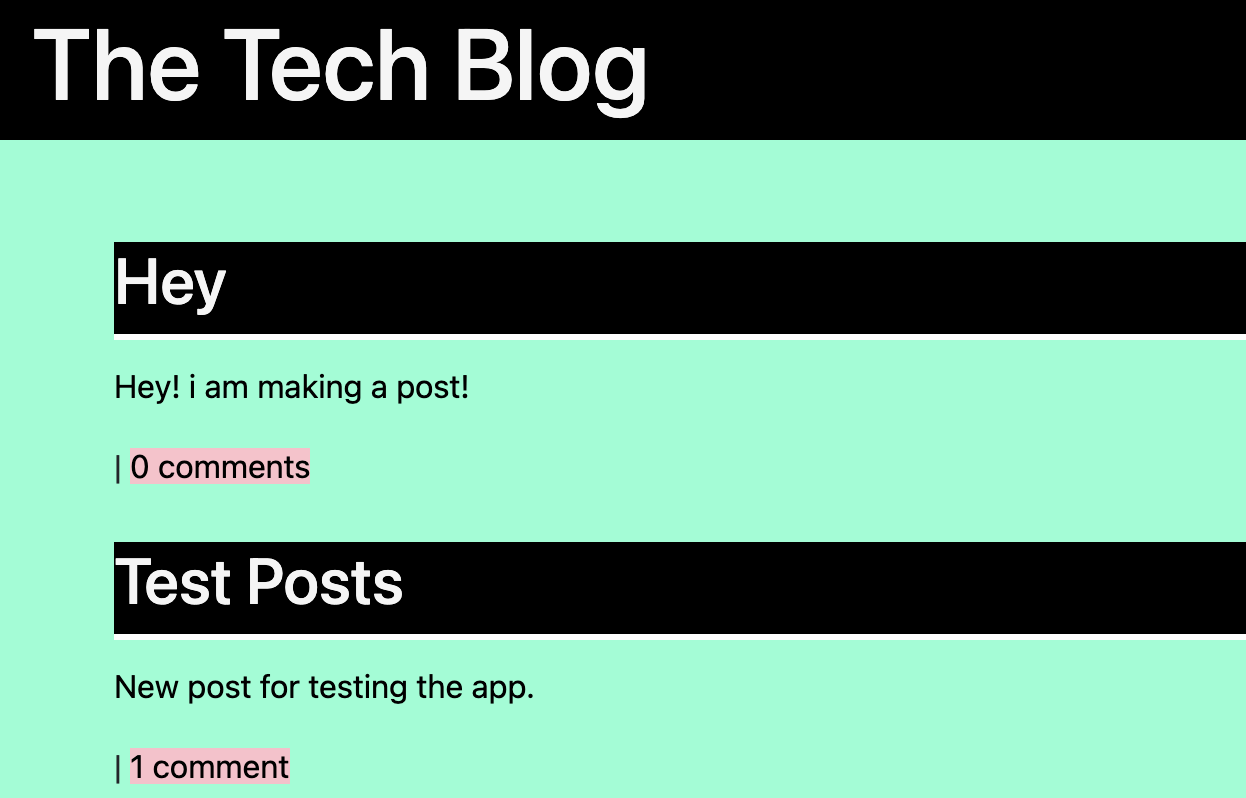 The Tech Blog
Hey
Hey! i am making a post!
| 0 comments
Test Posts
New post for testing the app.
| 1 comment